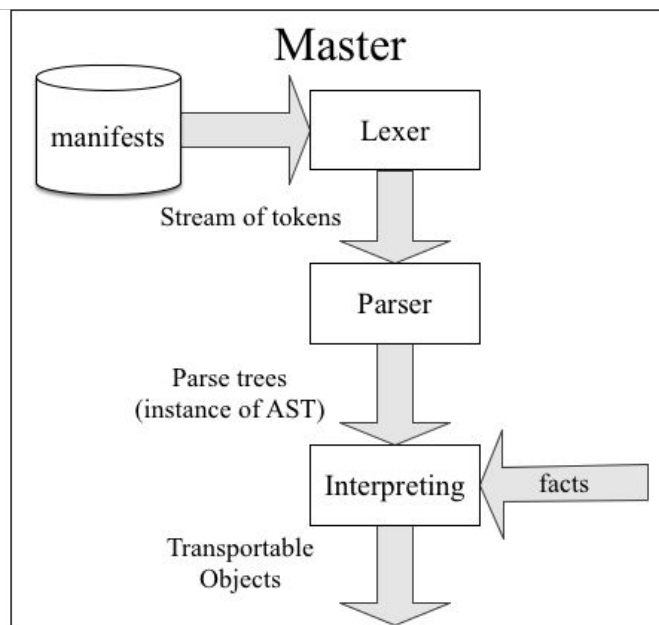 Master
manifests
Lexer
Stream of tokens
Parser
Parse trees
(instance of AST)
Interpreting
facts
Transportable
Objects